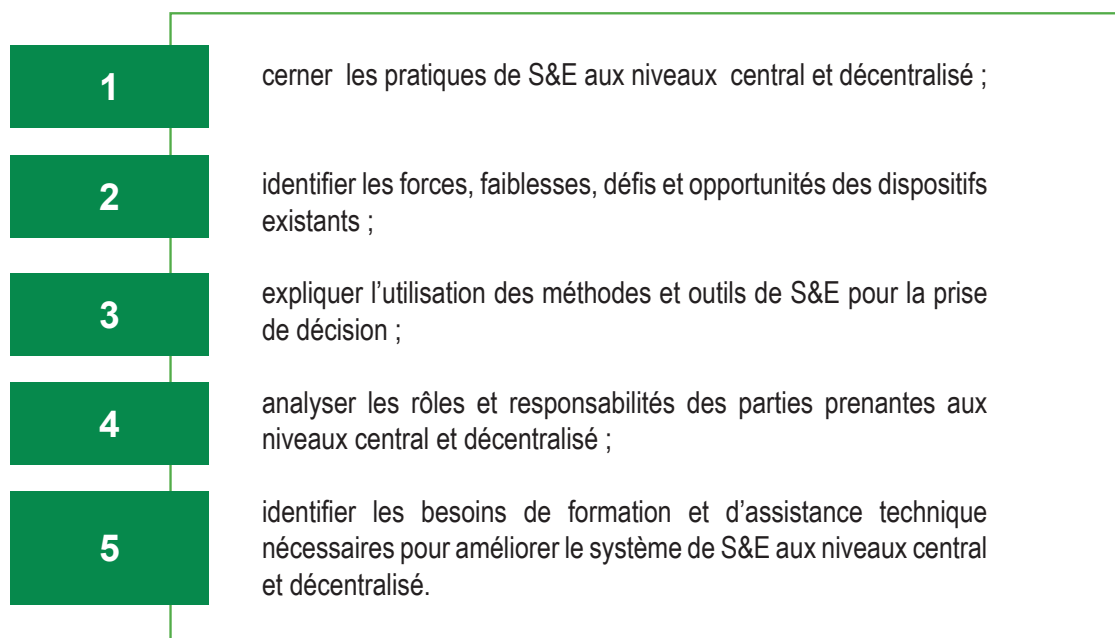 1
cerner les pratiques de S&E aux niveaux central et décentralisé ;
2
identifier les forces, faiblesses, défis et opportunités des dispositifs
existants ;
3
expliquer l’utilisation des méthodes et outils de S&E pour la prise
de décision ;
4
analyser les rôles et responsabilités des parties prenantes aux
niveaux central et décentralisé ;
5
identifier les besoins de formation et d’assistance technique
nécessaires pour améliorer le système de S&E aux niveaux central
et décentralisé.